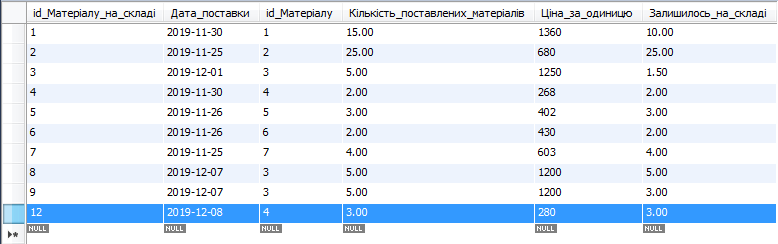 id_Матеріалу_на_складі Дата_поставки id_Матеріалу Кількість_поставлених_матеріалів Ціна_за_одиницю Залишилось_на_складі
1 2019-11-30 1 15.00 1360 10.00
2 2019-11-25 2 25.00 680 25.00
3 2019-12-01 3 5.00 1250 1.50
4 2019-11-30 4 2.00 268 2.00
5 2019-11-26 5 3.00 402 3.00
6 2019-11-26 6 2.00 430 2.00
7 2019-11-25 7 4.00 603 4.00
8 2019-12-07 3 5.00 1200 5.00
9 2019-12-07 3 5.00 1200 3.00
12 2019-12-08 4 3.00 280 3.00
NULL NULL NULL NULL NULL NULL